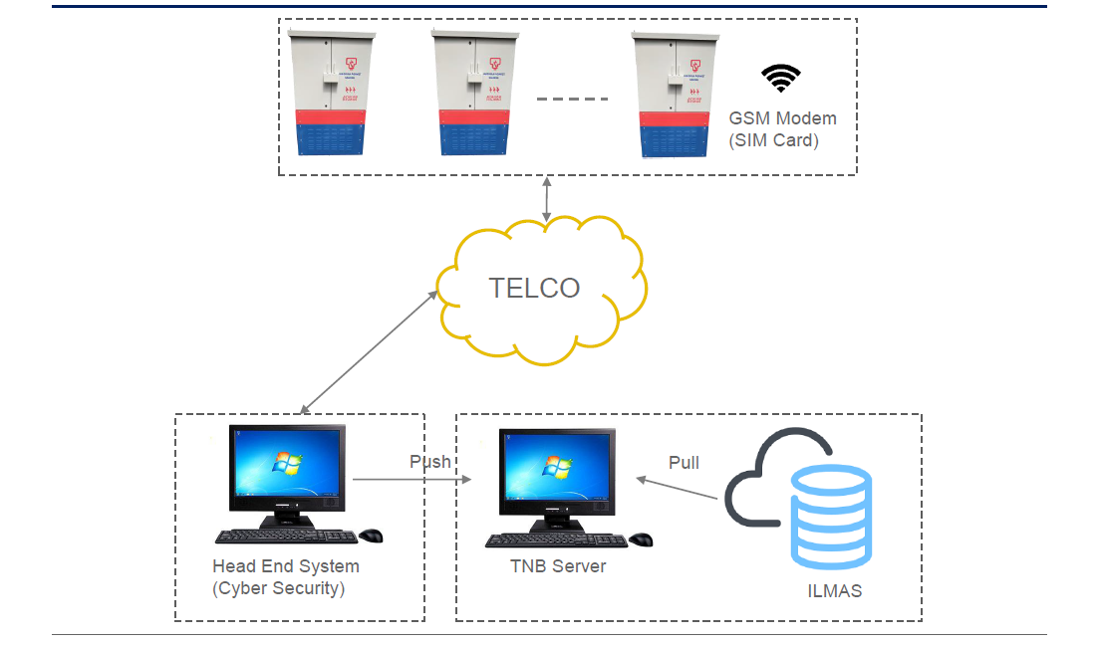 GSM Modem
(SIM Card)
TELCO
Push
Pull
Head End System
(Cyber Security)
TNB Server
ILMAS